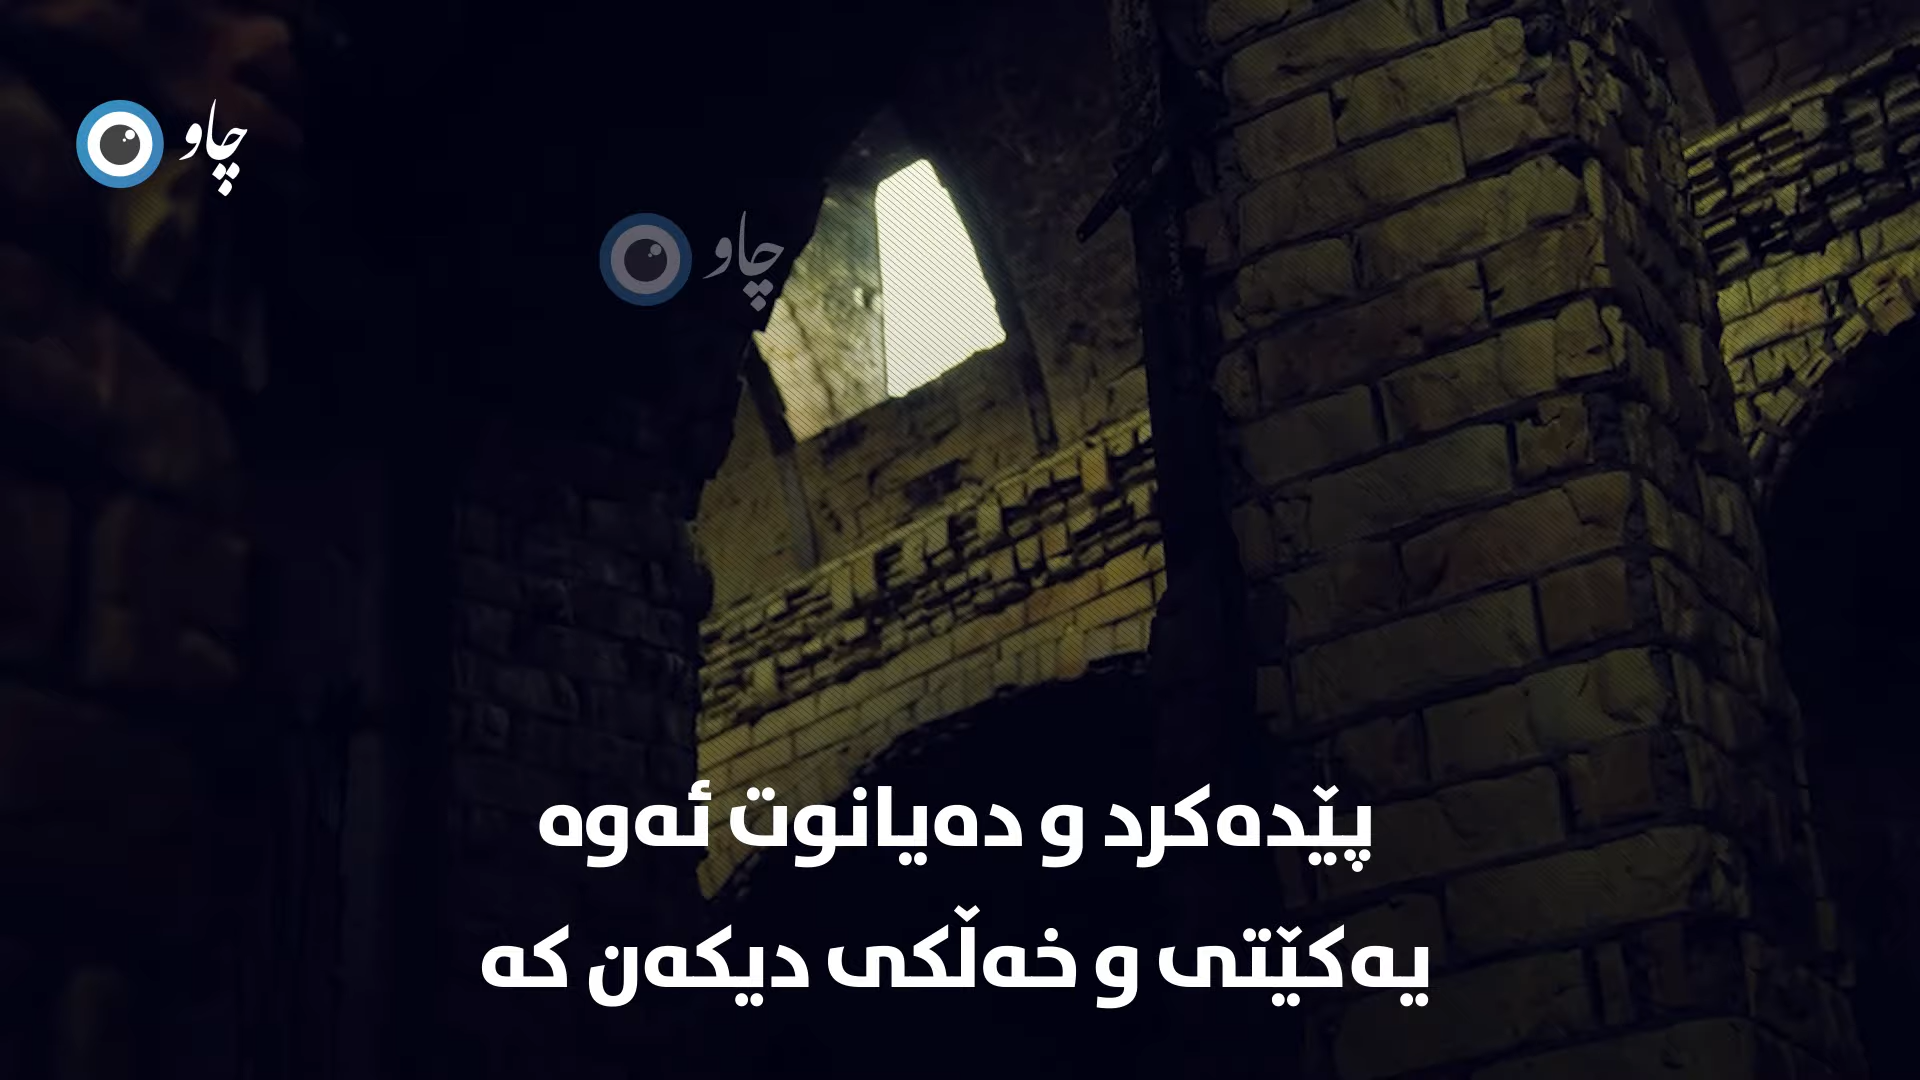 چاو
چاو
پێدەکرد و دەیانوت ئەوە
یەکێتی و خەڵکی دیکەن کە